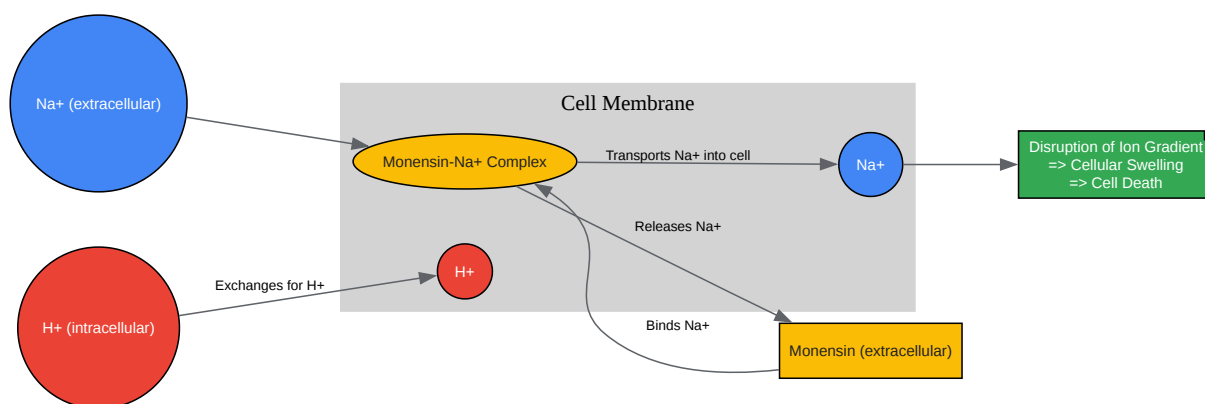 Cell Membrane
Na+ (extracellular)
Monensin-Na+ Complex
Transports Na+ into cell
Na+
Disruption of Ion Gradient
=> Cellular Swelling
=> Cell Death
Releases Na+
H+
Exchanges for H+
H+ (intracellular)
Binds Na+
Monensin (extracellular)